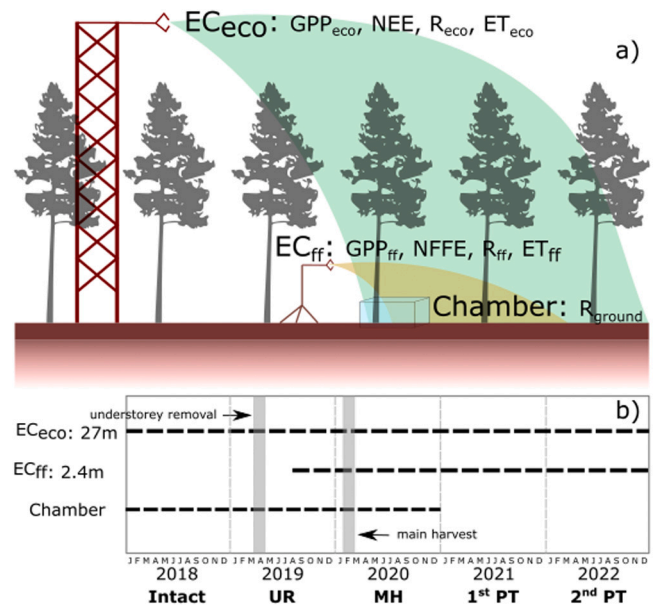 EC_eco: GPP_eco, NEE, R_eco, ET_eco
a)
EC_ff: GPP_ff, NFFE, R_ff, ET_ff
Chamber: R_ground
b)
understorey removal
EC_eco: 27m
EC_ff: 2.4m
Chamber
main harvest
J F M A M J J A S O N D J F M A M J J A S O N D J F M A M J J A S O N D J F M A M J J A S O N D J F M A M J J A S O N D
2018 2019 2020 2021 2022
Intact UR MH 1st PT 2nd PT